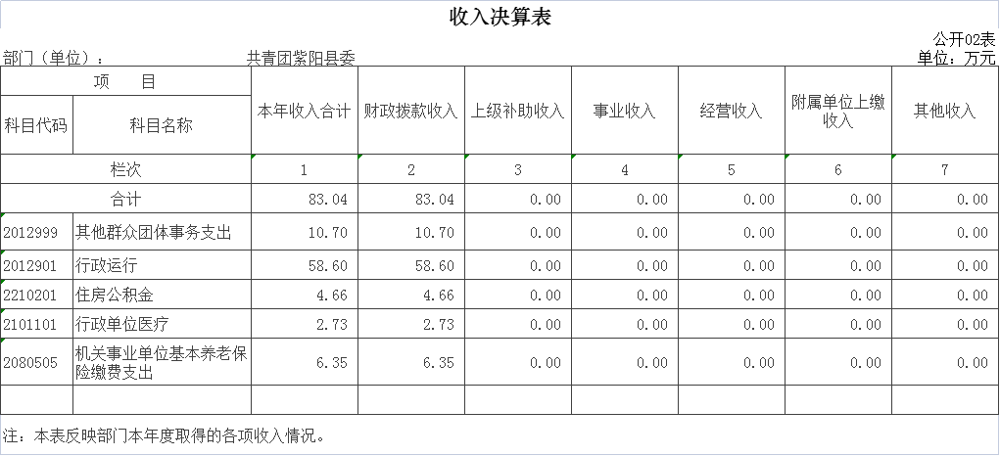 收入决算表
公开02表
部门（单位）： 共青团紫阳县委 单位：万元
项 目 本年收入合计 财政拨款收入 上级补助收入 事业收入 经营收入 附属单位上缴收入 其他收入
科目代码 科目名称
栏次 1 2 3 4 5 6 7
合计 83.04 83.04 0.00 0.00 0.00 0.00 0.00
2012999 其他群众团体事务支出 10.70 10.70 0.00 0.00 0.00 0.00 0.00
2012901 行政运行 58.60 58.60 0.00 0.00 0.00 0.00 0.00
2210201 住房公积金 4.66 4.66 0.00 0.00 0.00 0.00 0.00
2101101 行政单位医疗 2.73 2.73 0.00 0.00 0.00 0.00 0.00
2080505 机关事业单位基本养老保险缴费支出 6.35 6.35 0.00 0.00 0.00 0.00 0.00
注：本表反映部门本年度取得的各项收入情况。